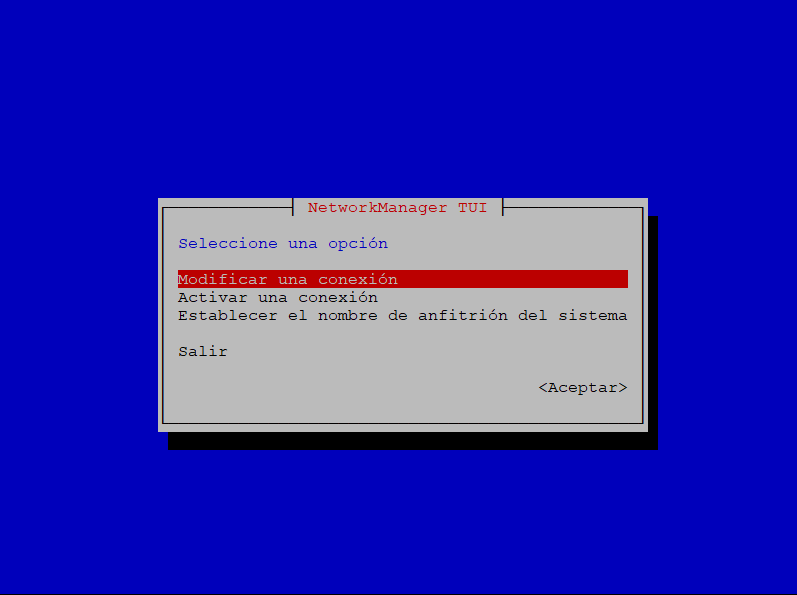 NetworkManager TUI
Seleccione una opción
Modificar una conexión
Activar una conexión
Establecer el nombre de anfitrión del sistema
Salir
<Aceptar>